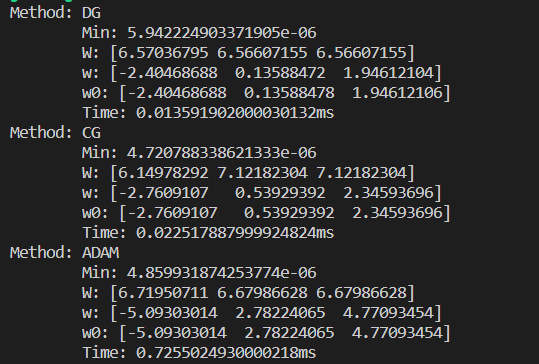 Method: DG
Min: 5.942224903371905e-06
W: [6.57036795 6.56607155 6.56607155]
w: [-2.40468688 0.13588472 1.94612104]
w0: [-2.40468688 0.13588478 1.94612106]
Time: 0.013591902000030132ms
Method: CG
Min: 4.720788338621333e-06
W: [6.14978292 7.12182304 7.12182304]
w: [-2.7609107 0.53929392 2.34593696]
w0: [-2.7609107 0.53929392 2.34593696]
Time: 0.022517887999924824ms
Method: ADAM
Min: 4.859931874253774e-06
W: [6.71950711 6.67986628 6.67986628]
w: [-5.09303014 2.78224065 4.77093454]
w0: [-5.09303014 2.78224065 4.77093454]
Time: 0.7255024930000218ms